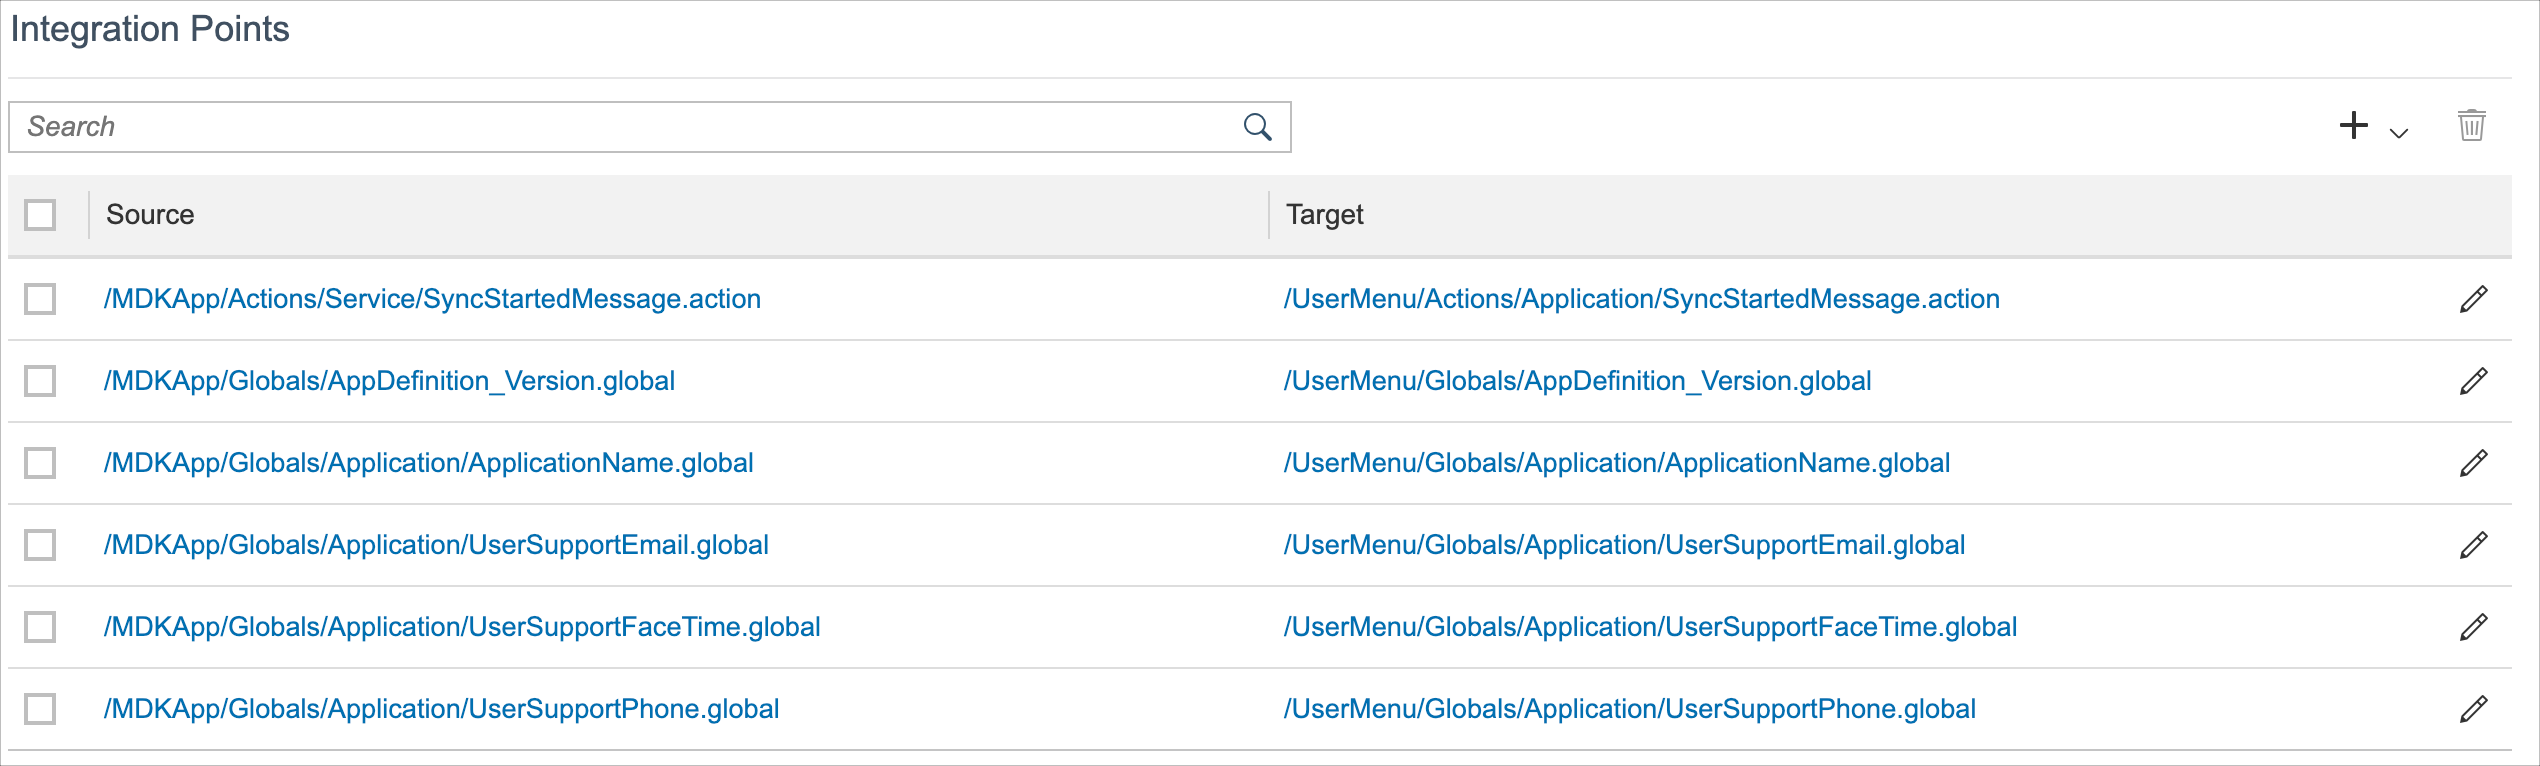 Integration Points
Search
Source Target
/MDKApp/Actions/Service/SyncStartedMessage.action /UserMenu/Actions/Application/SyncStartedMessage.action
/MDKApp/Globals/AppDefinition_Version.global /UserMenu/Globals/AppDefinition_Version.global
/MDKApp/Globals/Application/ApplicationName.global /UserMenu/Globals/Application/ApplicationName.global
/MDKApp/Globals/Application/UserSupportEmail.global /UserMenu/Globals/Application/UserSupportEmail.global
/MDKApp/Globals/Application/UserSupportFaceTime.global /UserMenu/Globals/Application/UserSupportFaceTime.global
/MDKApp/Globals/Application/UserSupportPhone.global /UserMenu/Globals/Application/UserSupportPhone.global